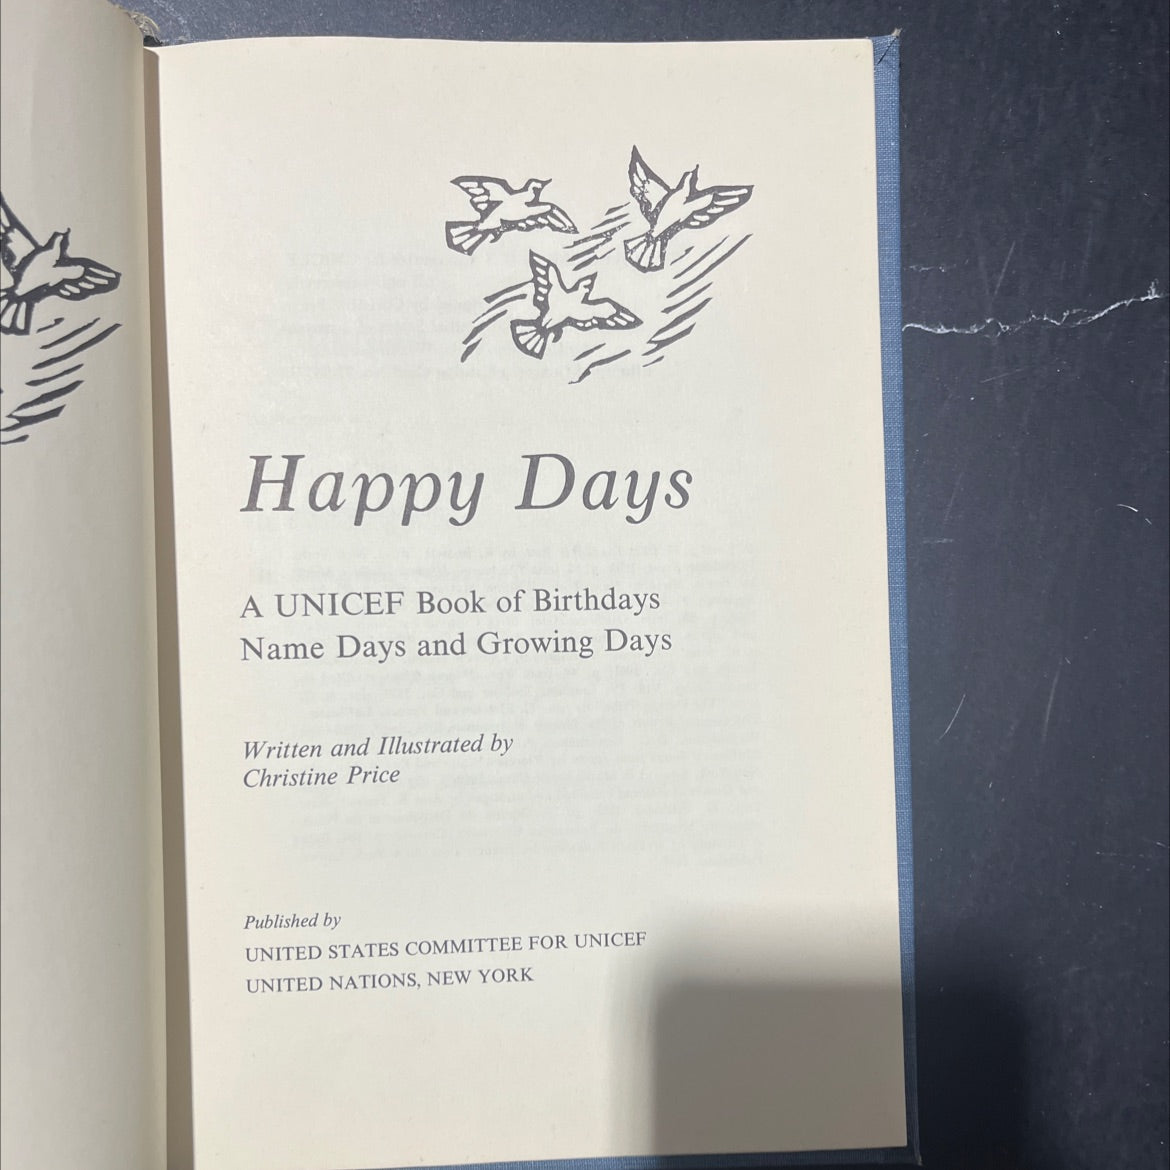 Happy Days
A UNICEF Book of Birthdays
Name Days and Growing Days
Written and Illustrated by
Christine Price
Published by
UNITED STATES COMMITTEE FOR UNICEF
UNITED NATIONS, NEW YORK